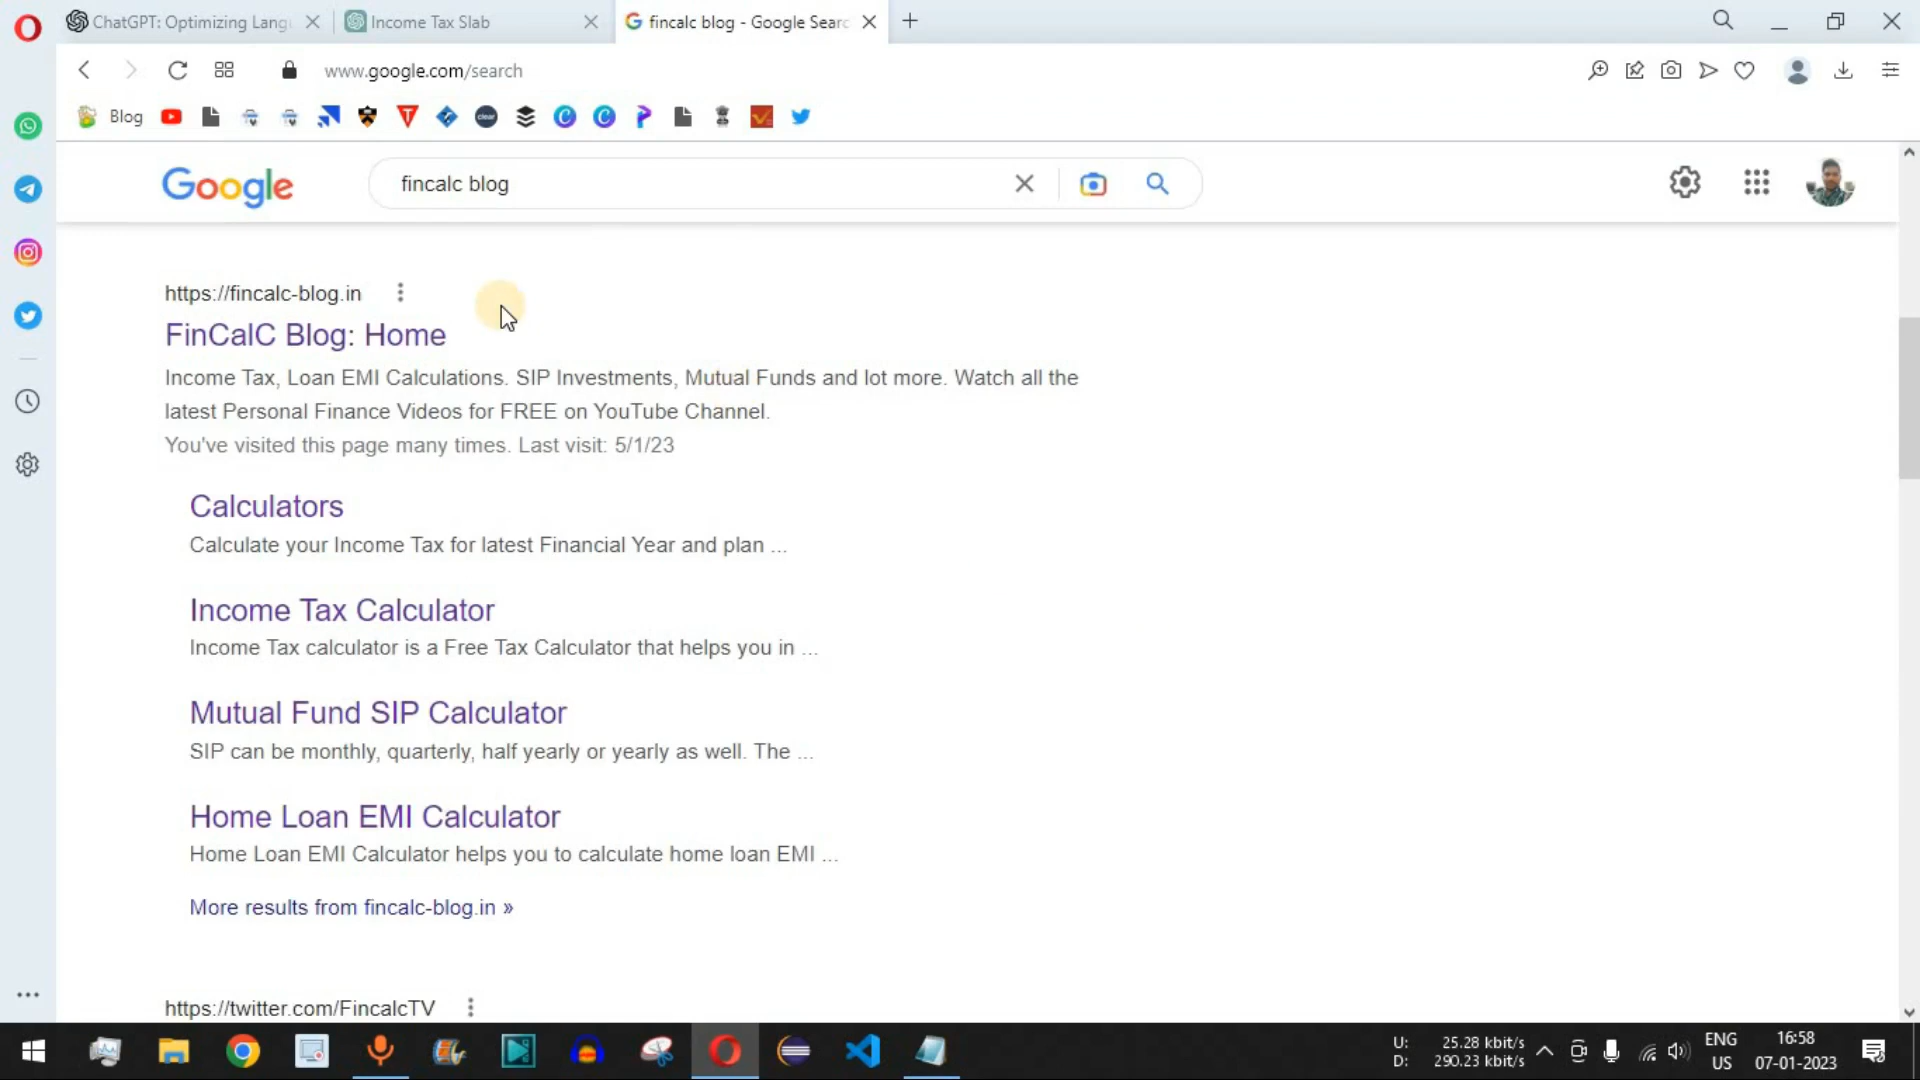 ChatGPT: Optimizing Lang
Income Tax Slab
fincalc blog - Google Searc
www.google.com/search
Blog
clear
Google
fincalc blog
https://fincalc-blog.in
FinCalC Blog: Home
Income Tax, Loan EMI Calculations. SIP Investments, Mutual Funds and lot more. Watch all the
latest Personal Finance Videos for FREE on YouTube Channel.
You've visited this page many times. Last visit: 5/1/23
Calculators
Calculate your Income Tax for latest Financial Year and plan ...
Income Tax Calculator
Income Tax calculator is a Free Tax Calculator that helps you in ...
Mutual Fund SIP Calculator
SIP can be monthly, quarterly, half yearly or yearly as well. The ...
Home Loan EMI Calculator
Home Loan EMI Calculator helps you to calculate home loan EMI ...
More results from fincalc-blog.in »
https://twitter.com/FincalcTV
U: 25.28 kbit/s
D: 290.23 kbit/s
ENG
US
16:58
07-01-2023